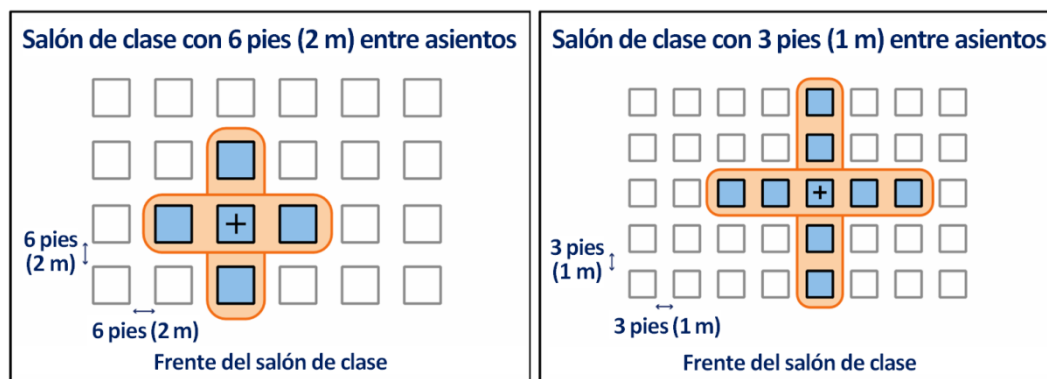 Salón de clase con 6 pies (2 m) entre asientos
+
6 pies
(2 m)
6 pies (2 m)
Frente del salón de clase
Salón de clase con 3 pies (1 m) entre asientos
+
3 pies
(1 m)
3 pies (1 m)
Frente del salón de clase